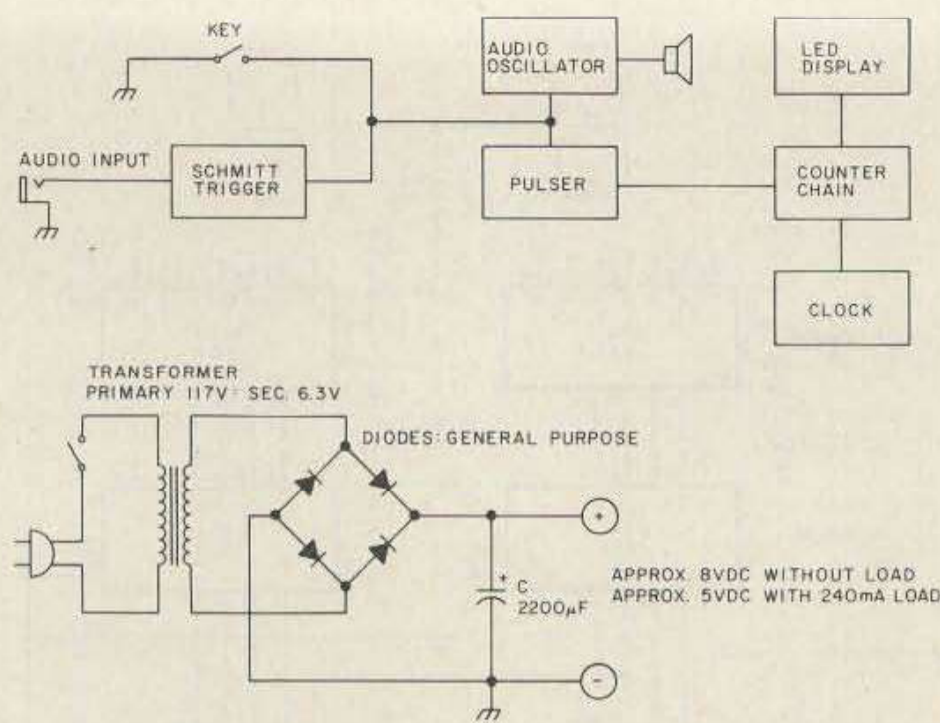 KEY
AUDIO
OSCILLATOR
LED
DISPLAY
AUDIO INPUT
SCHMITT
TRIGGER
PULSER
COUNTER
CHAIN
CLOCK
TRANSFORMER
PRIMARY 117V: SEC. 6.3V
DIODES: GENERAL PURPOSE
+
+
C
2200µF
APPROX. 8VDC WITHOUT LOAD
APPROX. 5VDC WITH 240mA LOAD
-